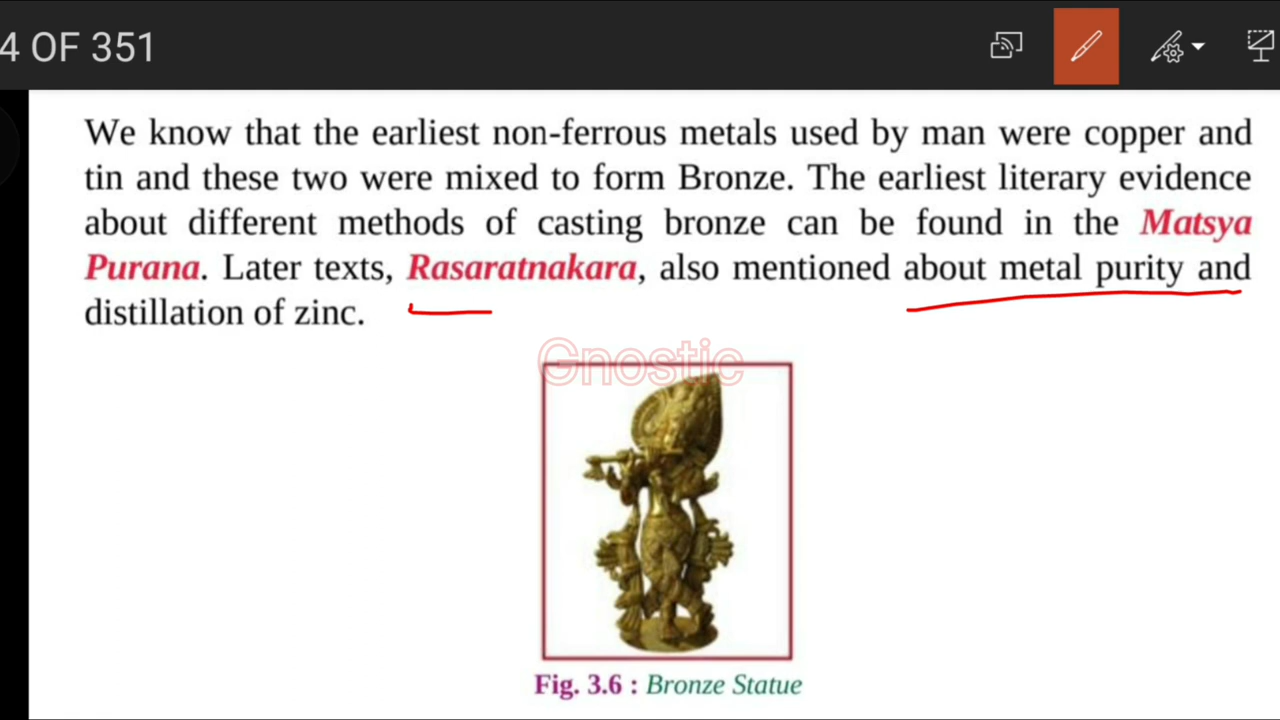 4 OF 351
We know that the earliest non-ferrous metals used by man were copper and
tin and these two were mixed to form Bronze. The earliest literary evidence
about different methods of casting bronze can be found in the Matsya
Purana. Later texts, Rasaratnakara, also mentioned about metal purity and
distillation of zinc.
Gnostic
Fig. 3.6 : Bronze Statue